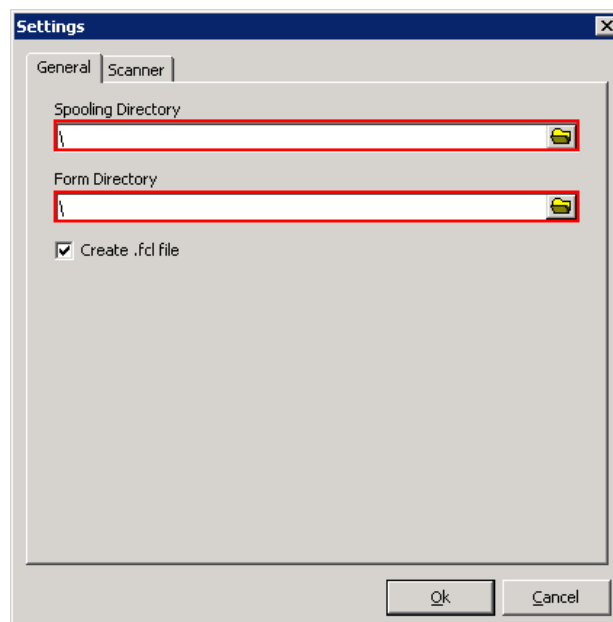 Settings
General Scanner
Spooling Directory
\
Form Directory
\
Create .fcl file
Ok Cancel